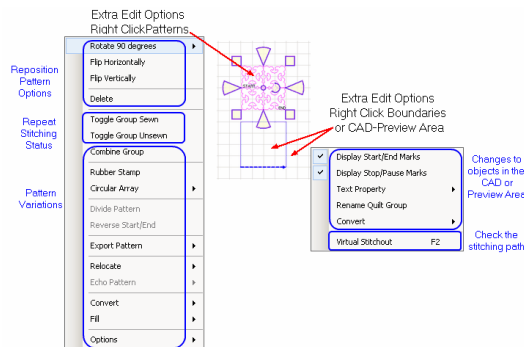 Extra Edit Options
Right Click Patterns
Reposition
Pattern
Options
Rotate 90 degrees
Flip Horizontally
Flip Vertically
Delete
Repeat
Stitching
Status
Toggle Group Sewn
Toggle Group Unsewn
Pattern
Variations
Combine Group
Rubber Stamp
Circular Array
Divide Pattern
Reverse Start/End
Export Pattern
Relocate
Echo Pattern
Convert
Fill
Options
START
END
Extra Edit Options
Right Click Boundaries
or CAD-Preview Area
Display Start/End Marks
Display Stop/Pause Marks
Text Property
Rename Quilt Group
Convert
Virtual Stitchout F2
Changes to
objects in the
CAD or
Preview Area
Check the
stitching path